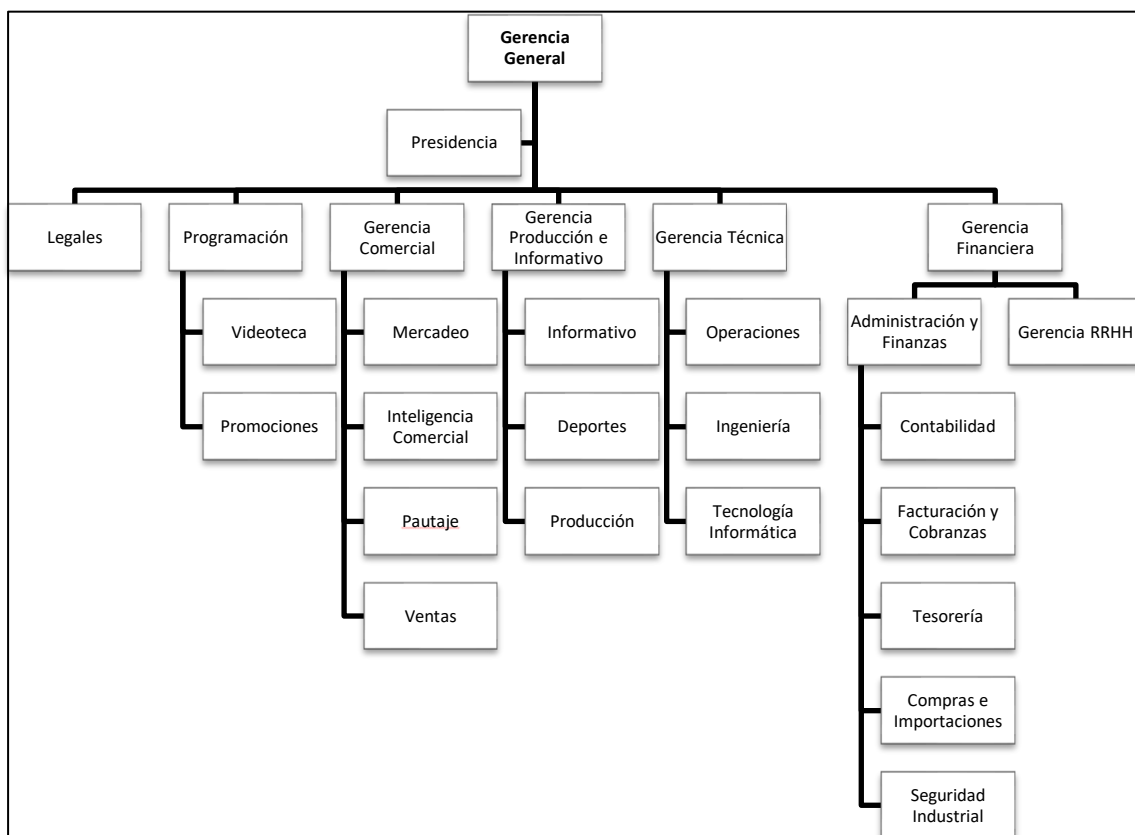 Gerencia
General
Presidencia
Legales
Programación
Gerencia
Comercial
Gerencia
Producción e
Informativo
Gerencia Técnica
Gerencia
Financiera
Videoteca
Mercadeo
Informativo
Operaciones
Administración y
Finanzas
Gerencia RRHH
Promociones
Inteligencia
Comercial
Deportes
Ingeniería
Contabilidad
Pautaje
Producción
Tecnología
Informática
Facturación y
Cobranzas
Ventas
Tesorería
Compras e
Importaciones
Seguridad
Industrial